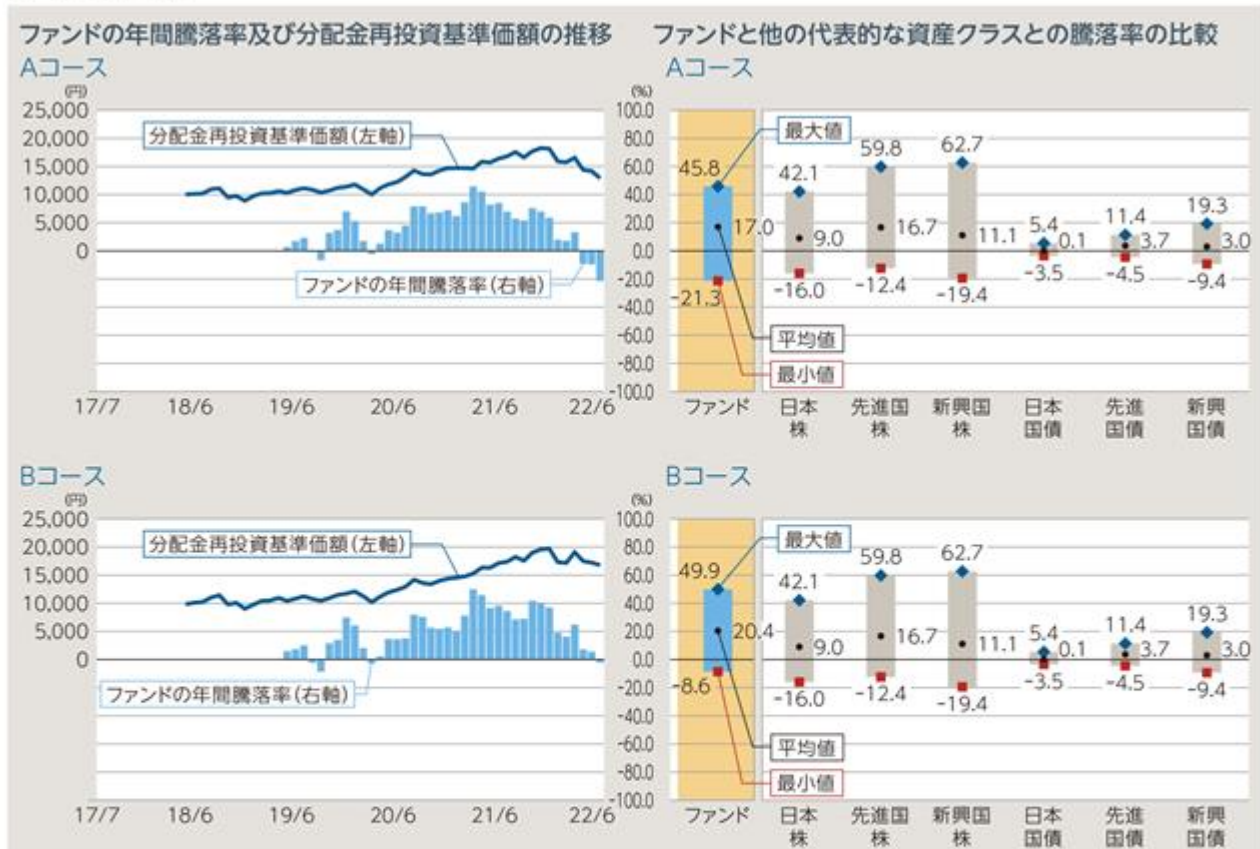 ファンドの年間騰落率及び分配金再投資基準価額の推移
ファンドと他の代表的な資産クラスとの騰落率の比較
Aコース
(円)
25,000
20,000
15,000
10,000
5,000
0
分配金再投資基準価額(左軸)
ファンドの年間騰落率(右軸)
17/7 18/6 19/6 20/6 21/6 22/6
(%)
100.0
80.0
60.0
40.0
20.0
0.0
-20.0
-40.0
-60.0
-80.0
-100.0
Aコース
最大値
平均値
最小値
45.8 42.1 59.8 62.7 5.4 11.4 19.3
17.0 9.0 16.7 11.1 0.1 3.7 3.0
-21.3 -16.0 -12.4 -19.4 -3.5 -4.5 -9.4
ファンド 日本 先進国 新興国 日本 先進 新興
株 株 株 国債 国債 国債
Bコース
(円)
25,000
20,000
15,000
10,000
5,000
0
分配金再投資基準価額(左軸)
ファンドの年間騰落率(右軸)
17/7 18/6 19/6 20/6 21/6 22/6
(%)
100.0
80.0
60.0
40.0
20.0
0.0
-20.0
-40.0
-60.0
-80.0
-100.0
Bコース
最大値
平均値
最小値
49.9 42.1 59.8 62.7 5.4 11.4 19.3
20.4 9.0 16.7 11.1 0.1 3.7 3.0
-8.6 -16.0 -12.4 -19.4 -3.5 -4.5 -9.4
ファンド 日本 先進国 新興国 日本 先進 新興
株 株 株 国債 国債 国債